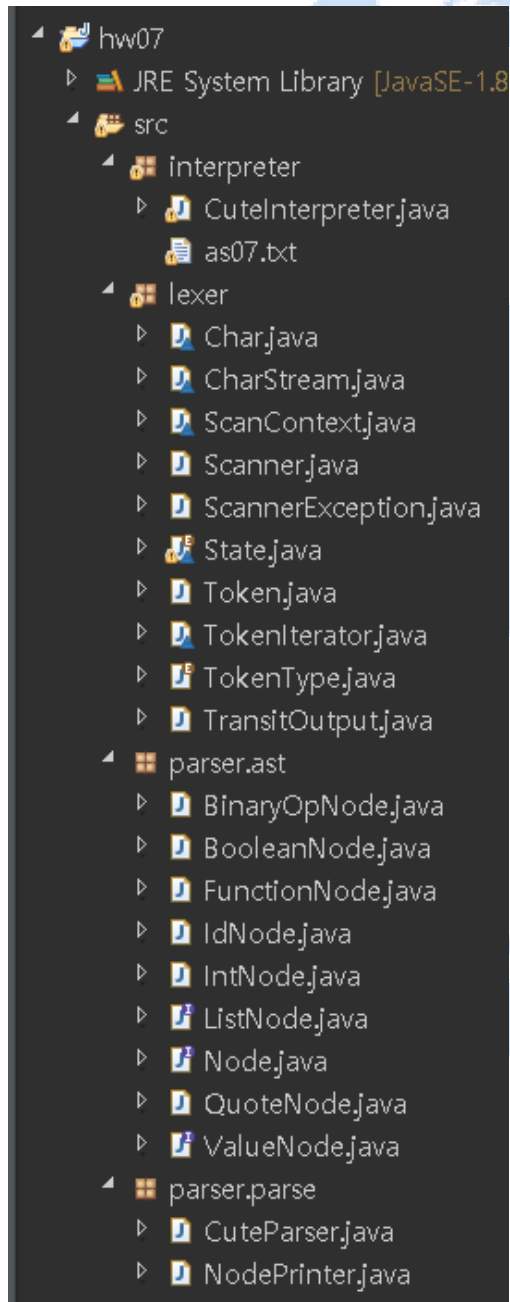 hw07
JRE System Library [JavaSE-1.8
src
interpreter
CuteInterpreter.java
as07.txt
lexer
Char.java
CharStream.java
ScanContext.java
Scanner.java
ScannerException.java
State.java
Token.java
TokenIterator.java
TokenType.java
TransitOutput.java
parser.ast
BinaryOpNode.java
BooleanNode.java
FunctionNode.java
IdNode.java
IntNode.java
ListNode.java
Node.java
QuoteNode.java
ValueNode.java
parser.parse
CuteParser.java
NodePrinter.java